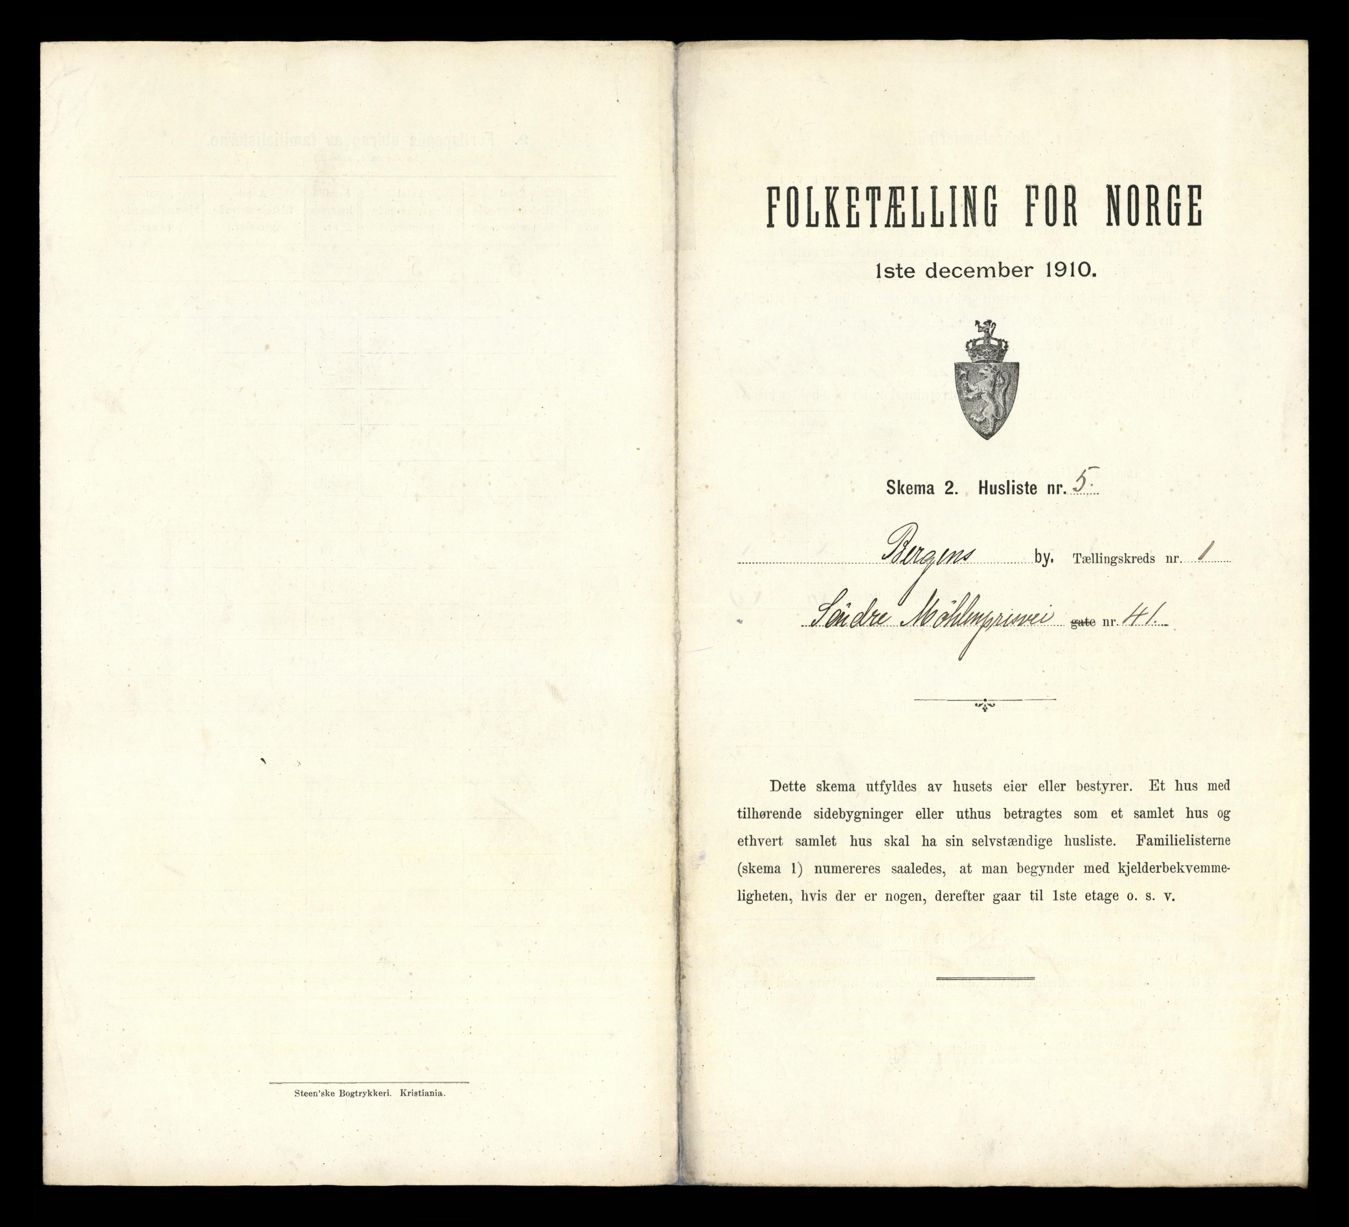 FOLKETÆLLING FOR NORGE
1ste december 1910.
Skema 2. Husliste nr. 5.
Bergens by. Tællingskreds nr. 1
Söndre Möhlenprisvei gate nr. 41.
Dette skema utfyldes av husets eier eller bestyrer. Et hus med
tilhørende sidebygninger eller uthus betragtes som et samlet hus og
ethvert samlet hus skal ha sin selvstændige husliste. Familielisterne
(skema 1) numereres saaledes, at man begynder med kjelderbekvemme-
ligheten, hvis der er nogen, derefter gaar til 1ste etage o. s. v.
Steen'ske Bogtrykkeri. Kristiania.